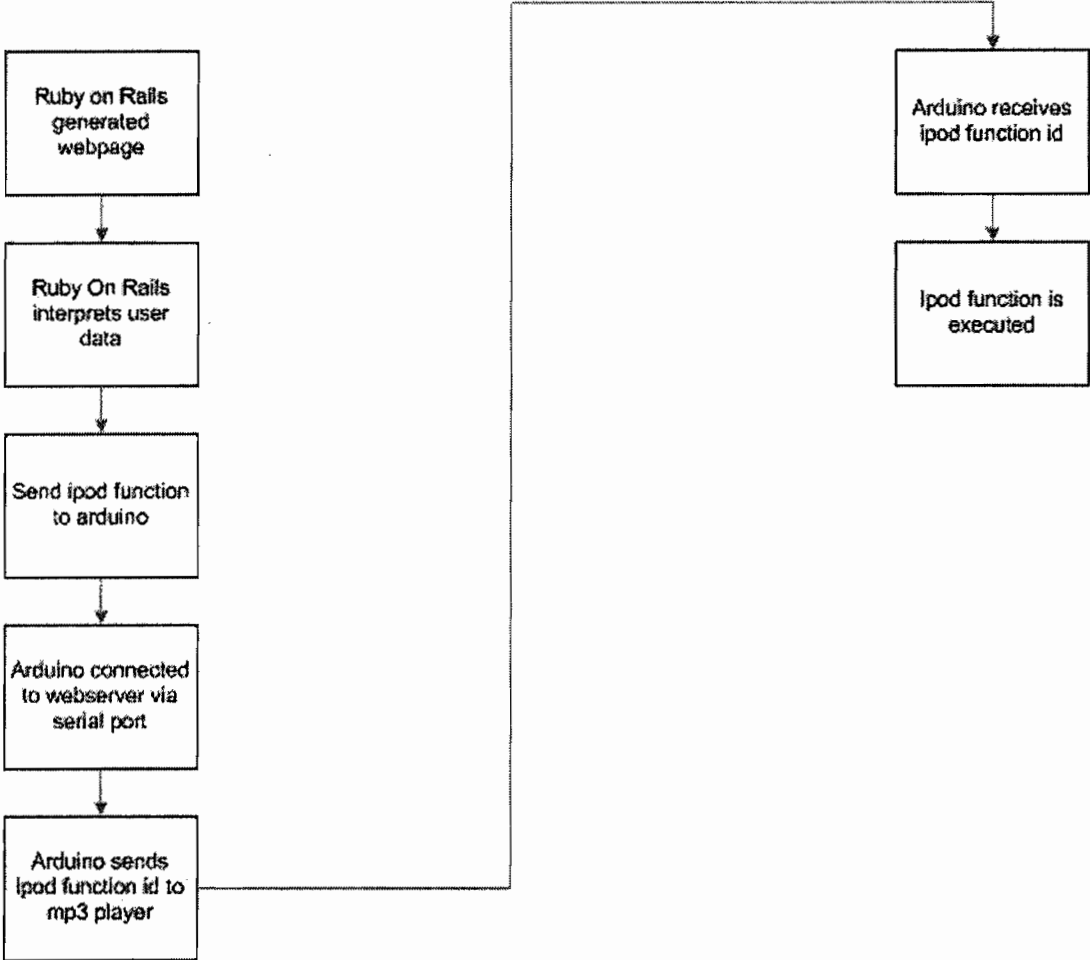 Ruby on Rails
generated
webpage
Ruby On Rails
interprets user
data
Send ipod function
to arduino
Arduino connected
to webserver via
serial port
Arduino sends
Ipod function id to
mp3 player
Arduino receives
ipod function id
Ipod function is
executed